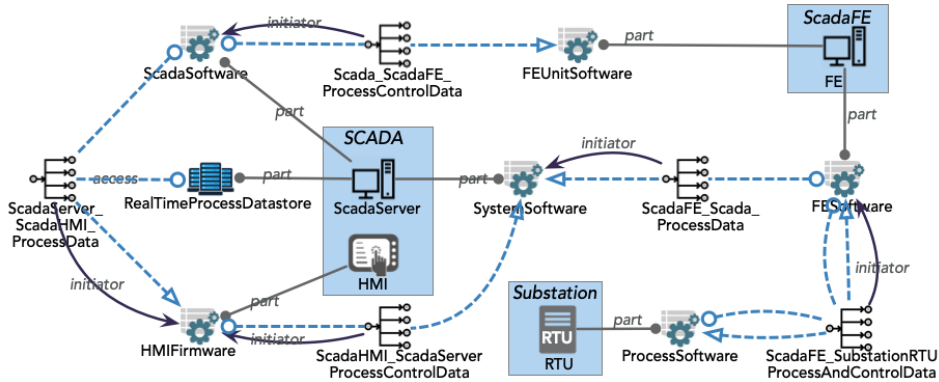 ScadaFE
initiator
part
ScadaSoftware
Scada_ScadaFE_
ProcessControlData
FEUnitSoftware
FE
part
part
SCADA
initiator
access
part
part
RealTimeProcessDatastore
ScadaServer
SystemSoftware
ScadaFE_Scada_
ProcessData
FESoftware
ScadaServer_
ScadaHMI_
ProcessData
initiator
HMI
initiator
part
Substation
HMIFirmware
initiator
ScadaHMI_ScadaServer
ProcessControlData
RTU
RTU
part
ProcessSoftware
ScadaFE_SubstationRTU
ProcessAndControlData